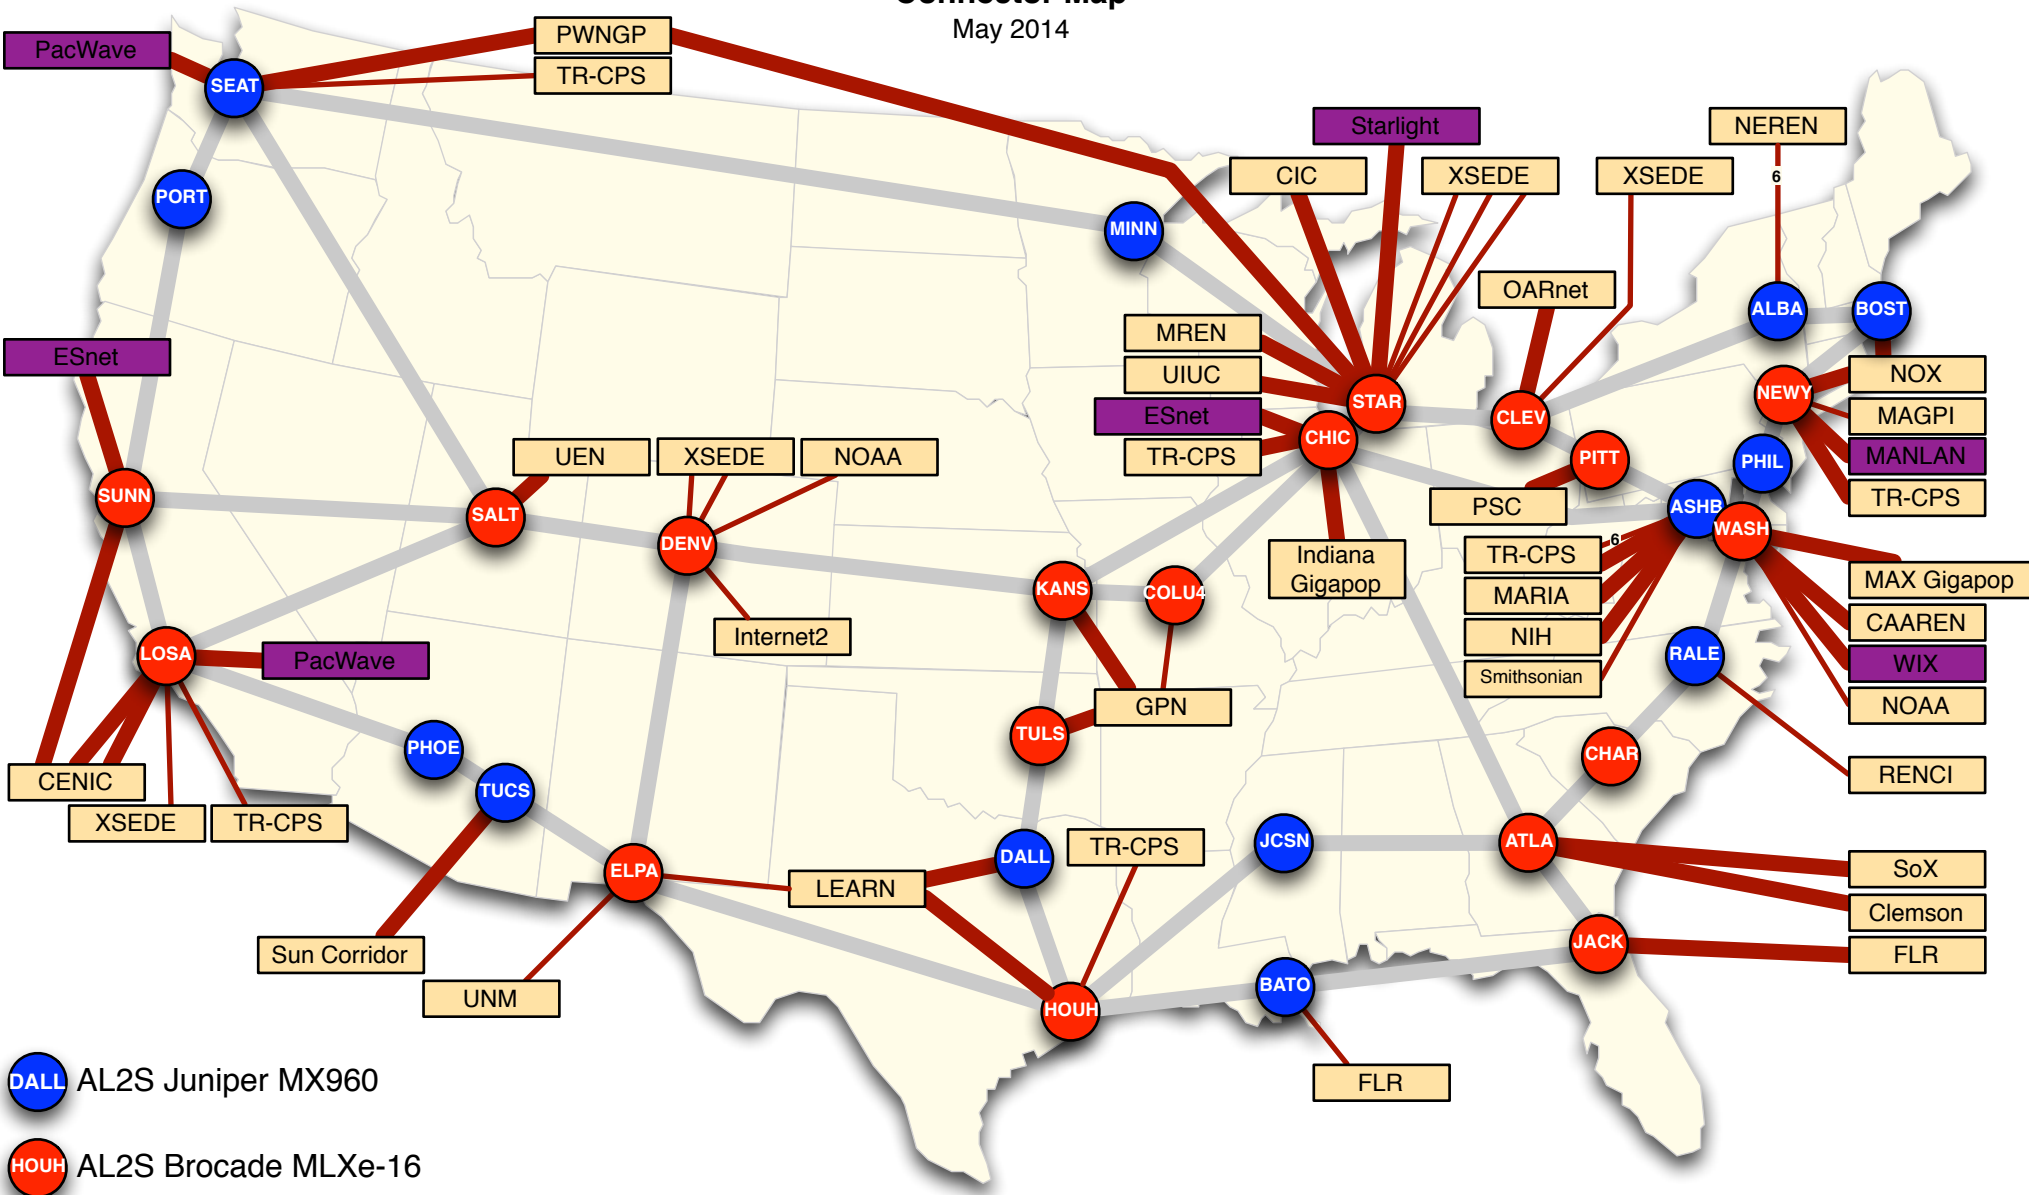 Connector Map
May 2014
PacWave
PWNGP
TR-CPS
SEAT
Starlight
NEREN
CIC
XSEDE
XSEDE
6
PORT
MINN
OARnet
ALBA
BOST
MREN
ESnet
UIUC
NOX
STAR
NEWY
ESnet
CLEV
MAGPI
CHIC
UEN
XSEDE
NOAA
TR-CPS
PITT
PHIL
MANLAN
SUNN
TR-CPS
PSC
ASHB
SALT
WASH
DENV
6
TR-CPS
Indiana
Gigapop
MAX Gigapop
KANS
COLU4
MARIA
CAAREN
Internet2
NIH
LOSA
PacWave
RALE
WIX
Smithsonian
GPN
NOAA
TULS
PHOE
CHAR
CENIC
RENCI
TUCS
XSEDE
TR-CPS
JCSN
ATLA
TR-CPS
DALL
SoX
ELPA
LEARN
Clemson
JACK
Sun Corridor
FLR
BATO
UNM
HOUH
DALL
AL2S Juniper MX960
FLR
HOUH
AL2S Brocade MLXe-16